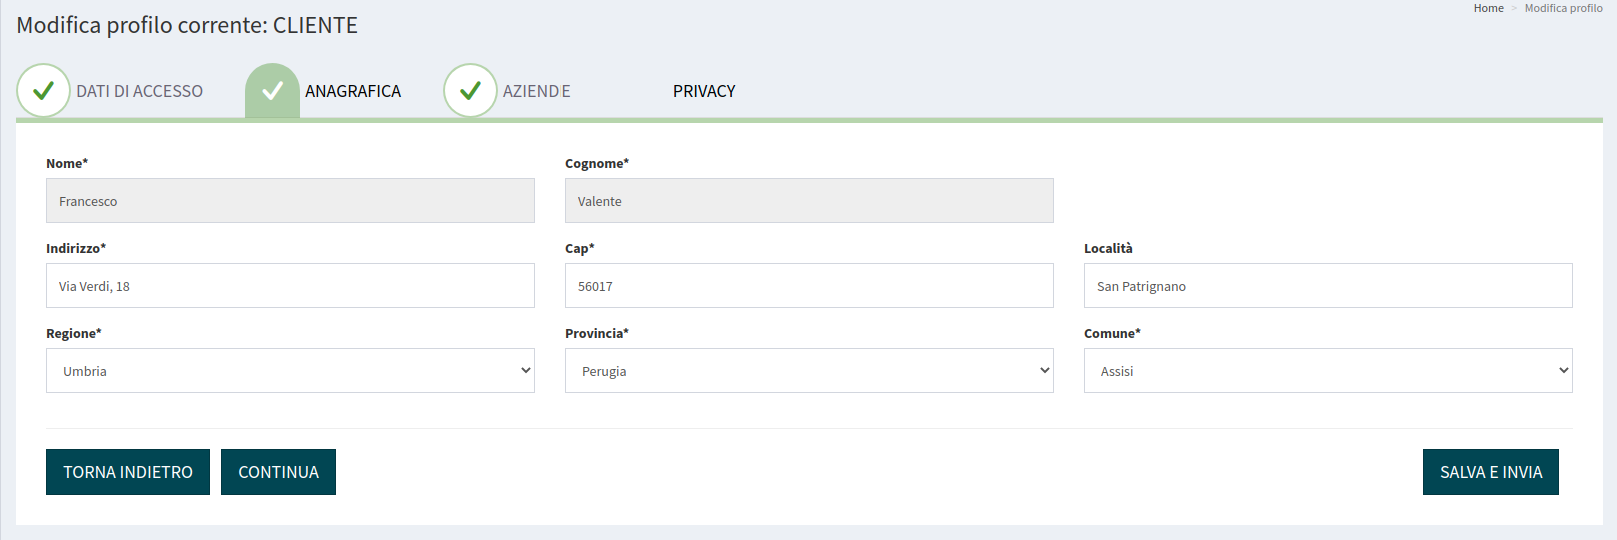 Home > Modifica profilo
Modifica profilo corrente: CLIENTE
DATI DI ACCESSO ANAGRAFICA AZIENDE PRIVACY
Nome* Cognome*
Francesco Valente
Indirizzo* Cap* Località
Via Verdi, 18 56017 San Patrignano
Regione* Provincia* Comune*
Umbria Perugia Assisi
TORNA INDIETRO CONTINUA SALVA E INVIA